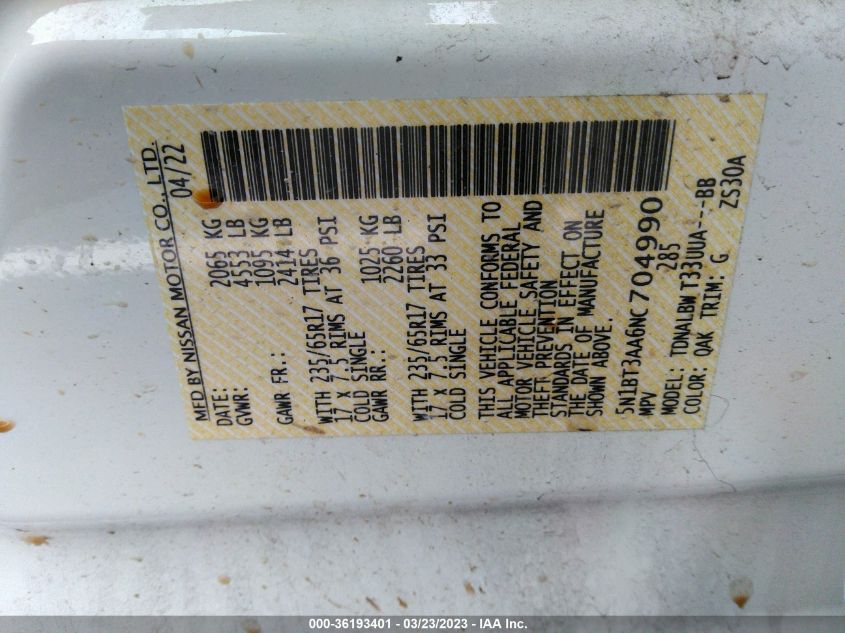 MFD BY NISSAN MOTOR CO., LTD.
DATE: 04/22
GVWR: 2065 KG
4553 LB
GAWR FR.: 1095 KG
2414 LB
WITH 235/65R17 TIRES
17 X 7.5 RIMS AT 36 PSI
COLD SINGLE
GAWR RR.: 1025 KG
2260 LB
WITH 235/65R17 TIRES
17 X 7.5 RIMS AT 33 PSI
COLD SINGLE
THIS VEHICLE CONFORMS TO
ALL APPLICABLE FEDERAL
MOTOR VEHICLE SAFETY AND
THEFT PREVENTION
STANDARDS IN EFFECT ON
THE DATE OF MANUFACTURE
SHOWN ABOVE.
5N1BT3AA6NC704990
MPV 285
MODEL: TDNALBW T33UUA---BB
COLOR: QAK TRIM: G ZS30A
000-36193401 - 03/23/2023 - IAA Inc.